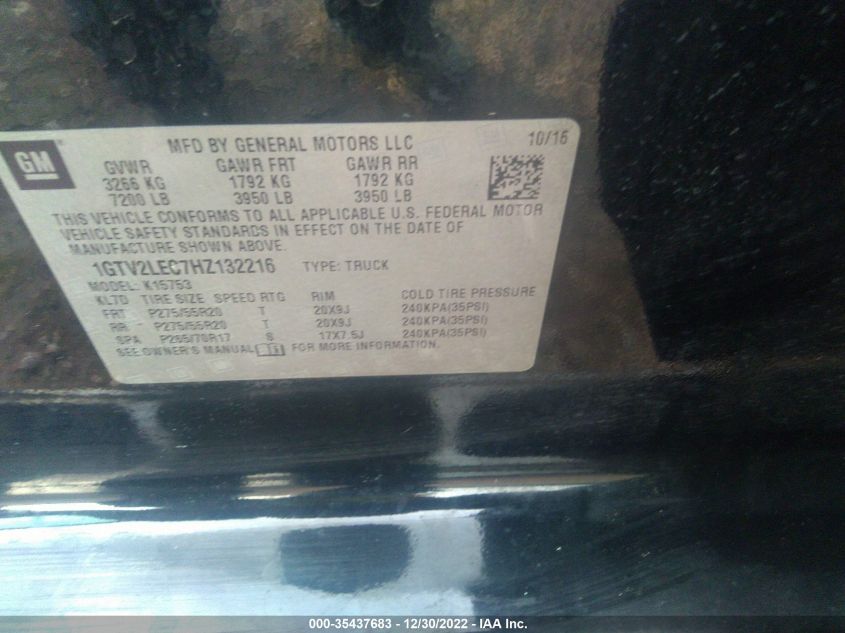 GM
MFD BY GENERAL MOTORS LLC
10/16
GVWR GAWR FRT GAWR RR
3266 KG 1792 KG 1792 KG
7200 LB 3950 LB 3950 LB
THIS VEHICLE CONFORMS TO ALL APPLICABLE U.S. FEDERAL MOTOR
VEHICLE SAFETY STANDARDS IN EFFECT ON THE DATE OF
MANUFACTURE SHOWN ABOVE.
1GTV2LEC7HZ132216 TYPE: TRUCK
MODEL: K15753
KLTD TIRE SIZE SPEED RTG RIM COLD TIRE PRESSURE
FRT P275/55R20 T 20X9J 240KPA(35PSI)
RR P275/55R20 T 20X9J 240KPA(35PSI)
SPA P265/70R17 S 17X7.5J 240KPA(35PSI)
SEE OWNER'S MANUAL FOR MORE INFORMATION.
000-35437683 - 12/30/2022 - IAA Inc.